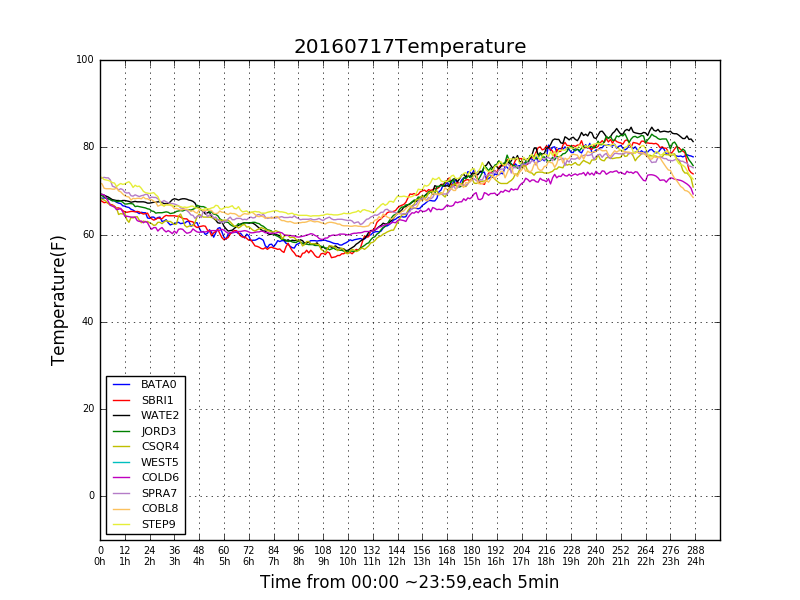 20160717Temperature
100
80
60
40
20
0
Temperature(F)
BATA0
SBRI1
WATE2
JORD3
CSQR4
WEST5
COLD6
SPRA7
COBL8
STEP9
0 12 24 36 48 60 72 84 96 108 120 132 144 156 168 180 192 204 216 228 240 252 264 276 288
0h 1h 2h 3h 4h 5h 6h 7h 8h 9h 10h 11h 12h 13h 14h 15h 16h 17h 18h 19h 20h 21h 22h 23h 24h
Time from 00:00 ~23:59,each 5min